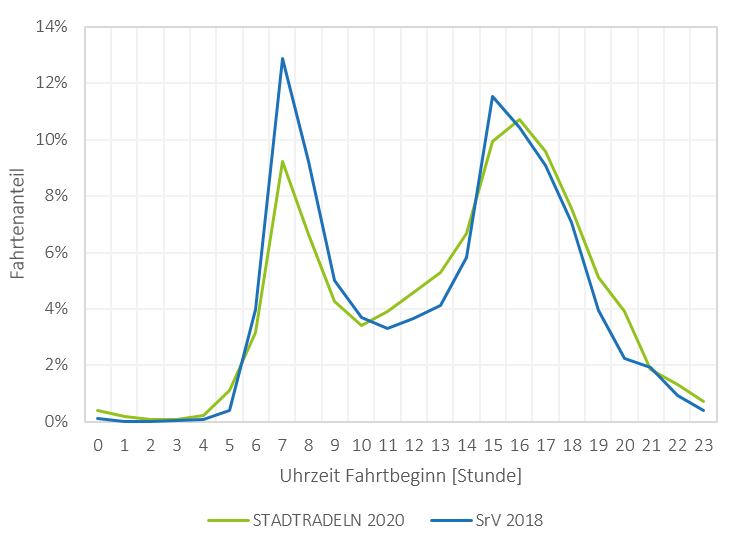 14%
12%
10%
8%
6%
4%
2%
0%
Fahrtenanteil
0 1 2 3 4 5 6 7 8 9 10 11 12 13 14 15 16 17 18 19 20 21 22 23
Uhrzeit Fahrtbeginn [Stunde]
STADTRADELN 2020 SrV 2018